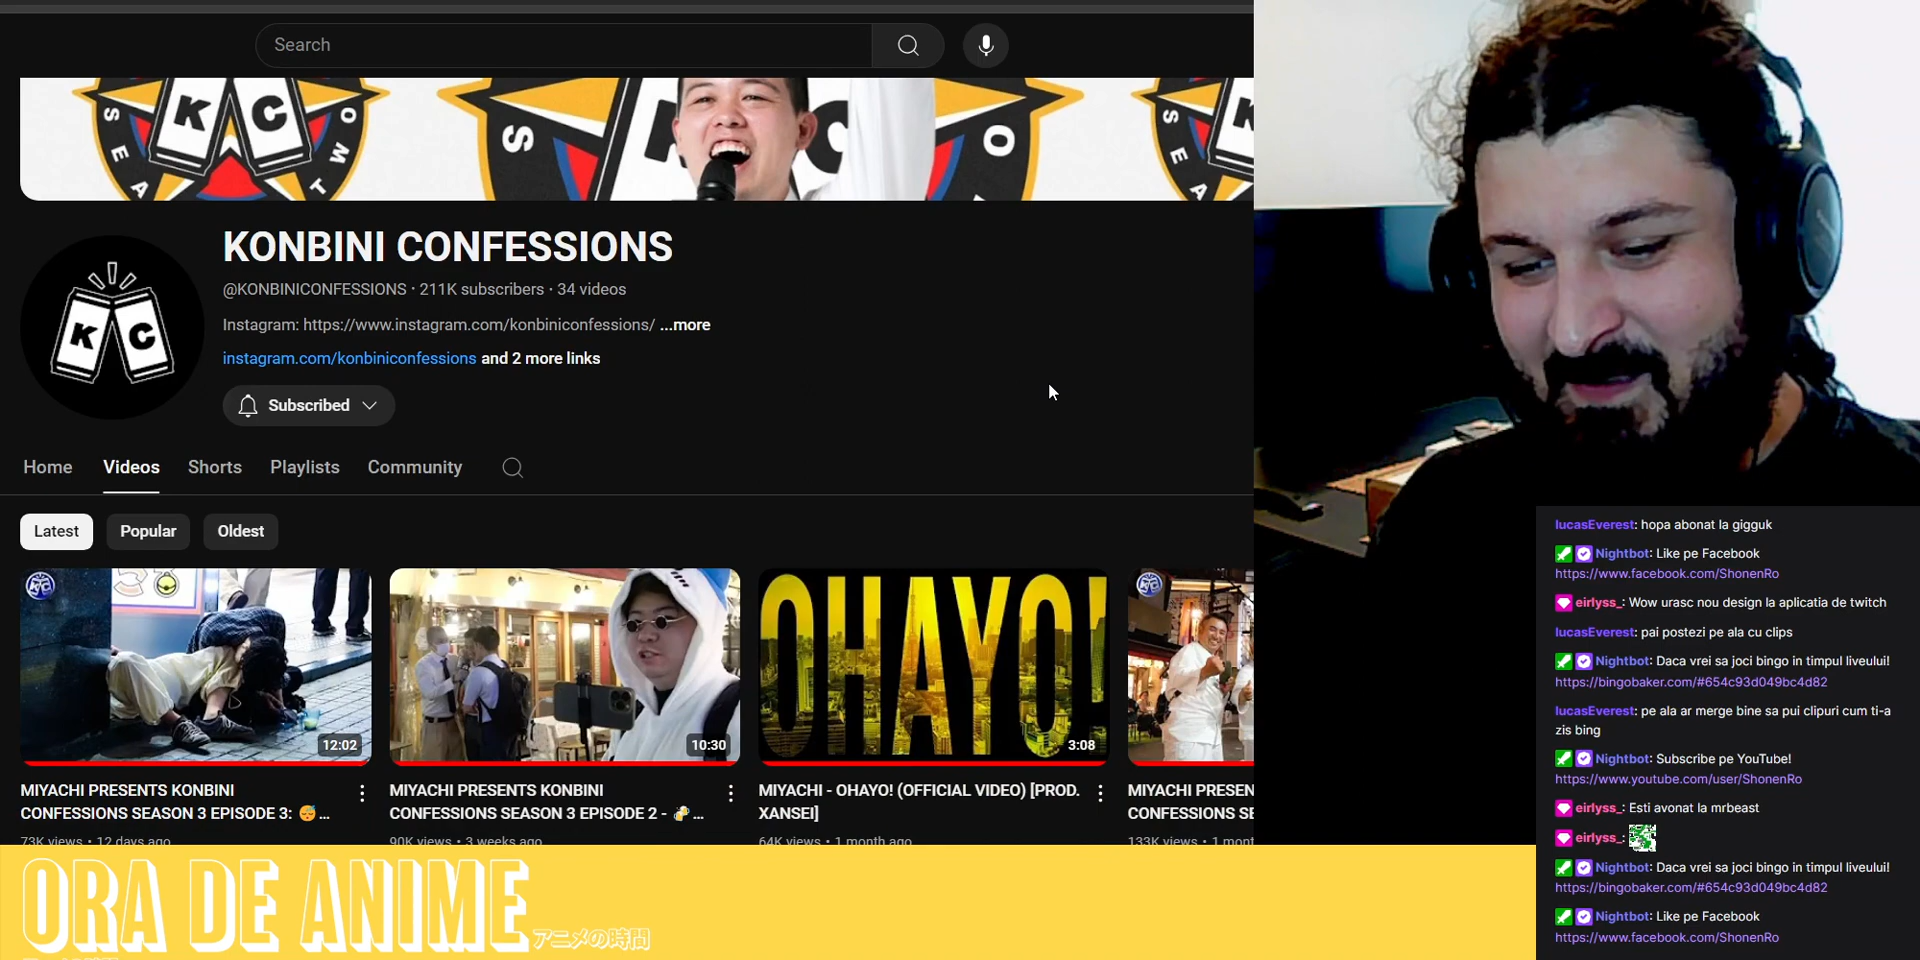 Search
SEA K C TWO
S K C O
S SEA
KONBINI CONFESSIONS
@KONBINICONFESSIONS · 211K subscribers · 34 videos
Instagram: https://www.instagram.com/konbiniconfessions/ ...more
instagram.com/konbiniconfessions and 2 more links
K C
Subscribed
Home Videos Shorts Playlists Community
Latest Popular Oldest
OHAYO!
12:02
10:30
3:08
MIYACHI PRESENTS KONBINI
CONFESSIONS SEASON 3 EPISODE 3: 😴...
73K views • 12 days ago
MIYACHI PRESENTS KONBINI
CONFESSIONS SEASON 3 EPISODE 2 - 🍻...
90K views • 3 weeks ago
MIYACHI - OHAYO! (OFFICIAL VIDEO) [PROD.
XANSEI]
64K views • 1 month ago
MIYACHI PRESEN
CONFESSIONS SE
133K views • 1 mont
ORA DE ANIME
アニメの時間
lucasEverest: hopa abonat la gigguk
Nightbot: Like pe Facebook
https://www.facebook.com/ShonenRo
eirlyss_: Wow urasc nou design la aplicatia de twitch
lucasEverest: pai postezi pe ala cu clips
Nightbot: Daca vrei sa joci bingo in timpul liveului!
https://bingobaker.com/#654c93d049bc4d82
lucasEverest: pe ala ar merge bine sa pui clipuri cum ti-a
zis bing
Nightbot: Subscribe pe YouTube!
https://www.youtube.com/user/ShonenRo
eirlyss_: Esti avonat la mrbeast
eirlyss_:
Nightbot: Daca vrei sa joci bingo in timpul liveului!
https://bingobaker.com/#654c93d049bc4d82
Nightbot: Like pe Facebook
https://www.facebook.com/ShonenRo